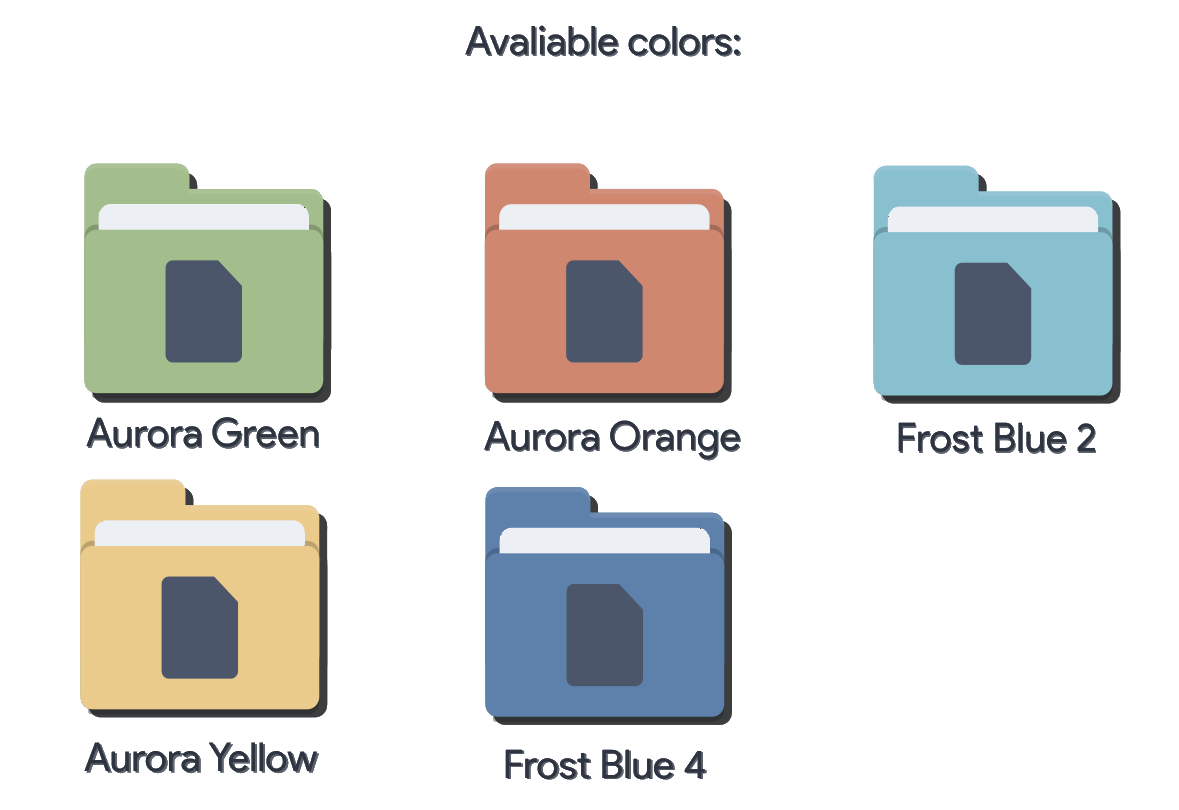 Avaliable colors:
Aurora Green
Aurora Orange
Frost Blue 2
Aurora Yellow
Frost Blue 4